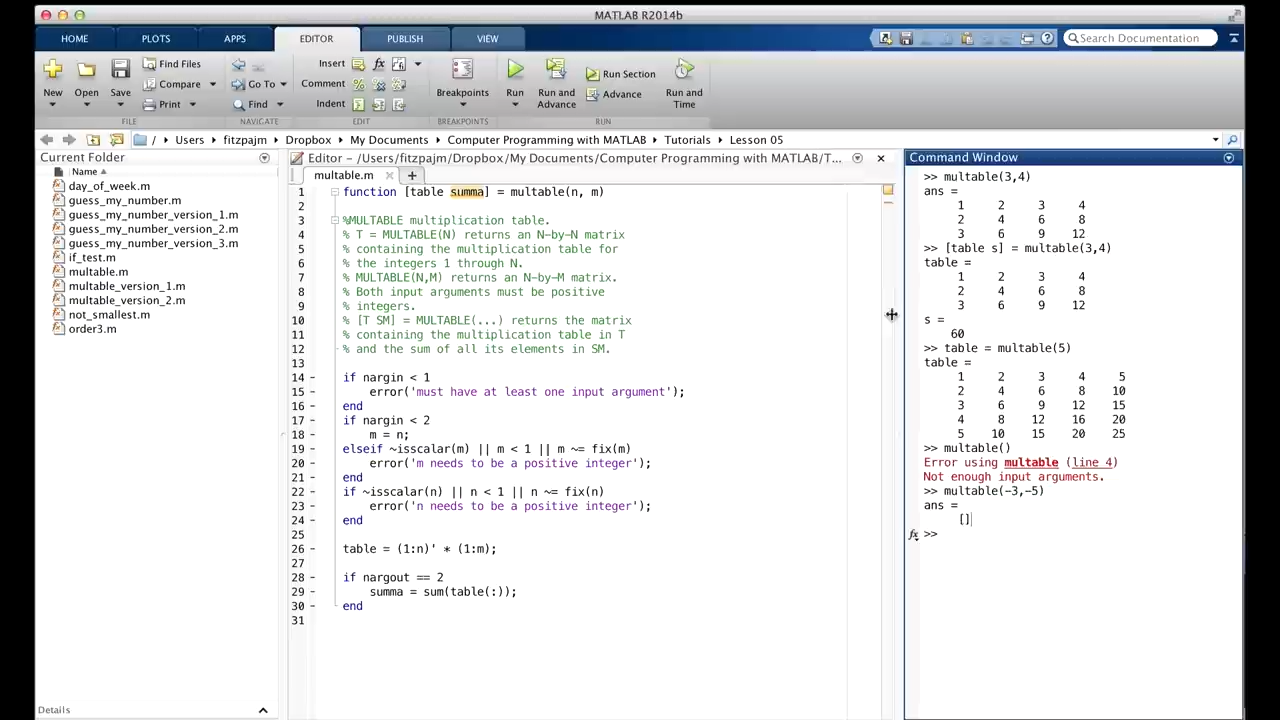 MATLAB R2014b
HOME PLOTS APPS EDITOR PUBLISH VIEW
Search Documentation
New Open Save Find Files Compare Print
Go To Find
Insert Comment Indent
Breakpoints
Run Run and Advance Run Section Advance Run and Time
FILE NAVIGATE EDIT BREAKPOINTS RUN
/ Users fitzpajm Dropbox My Documents Computer Programming with MATLAB Tutorials Lesson 05
Current Folder
Name
day_of_week.m
guess_my_number.m
guess_my_number_version_1.m
guess_my_number_version_2.m
guess_my_number_version_3.m
if_test.m
multable.m
multable_version_1.m
multable_version_2.m
not_smallest.m
order3.m
Details
Editor - /Users/fitzpajm/Dropbox/My Documents/Computer Programming with MATLAB/T...
multable.m
1 function [table summa] = multable(n, m)
2
3 %MULTABLE multiplication table.
4 % T = MULTABLE(N) returns an N-by-N matrix
5 % containing the multiplication table for
6 % the integers 1 through N.
7 % MULTABLE(N,M) returns an N-by-M matrix.
8 % Both input arguments must be positive
9 % integers.
10 % [T SM] = MULTABLE(...) returns the matrix
11 % containing the multiplication table in T
12 % and the sum of all its elements in SM.
13
14 - if nargin < 1
15 - error('must have at least one input argument');
16 - end
17 - if nargin < 2
18 - m = n;
19 - elseif ~isscalar(m) || m < 1 || m ~= fix(m)
20 - error('m needs to be a positive integer');
21 - end
22 - if ~isscalar(n) || n < 1 || n ~= fix(n)
23 - error('n needs to be a positive integer');
24 - end
25
26 - table = (1:n)' * (1:m);
27
28 - if nargout == 2
29 - summa = sum(table(:));
30 - end
31
Command Window
>> multable(3,4)
ans =
1 2 3 4
2 4 6 8
3 6 9 12
>> [table s] = multable(3,4)
table =
1 2 3 4
2 4 6 8
3 6 9 12
s =
60
>> table = multable(5)
table =
1 2 3 4 5
2 4 6 8 10
3 6 9 12 15
4 8 12 16 20
5 10 15 20 25
>> multable()
Error using multable (line 4)
Not enough input arguments.
>> multable(-3,-5)
ans =
[]
fx >>